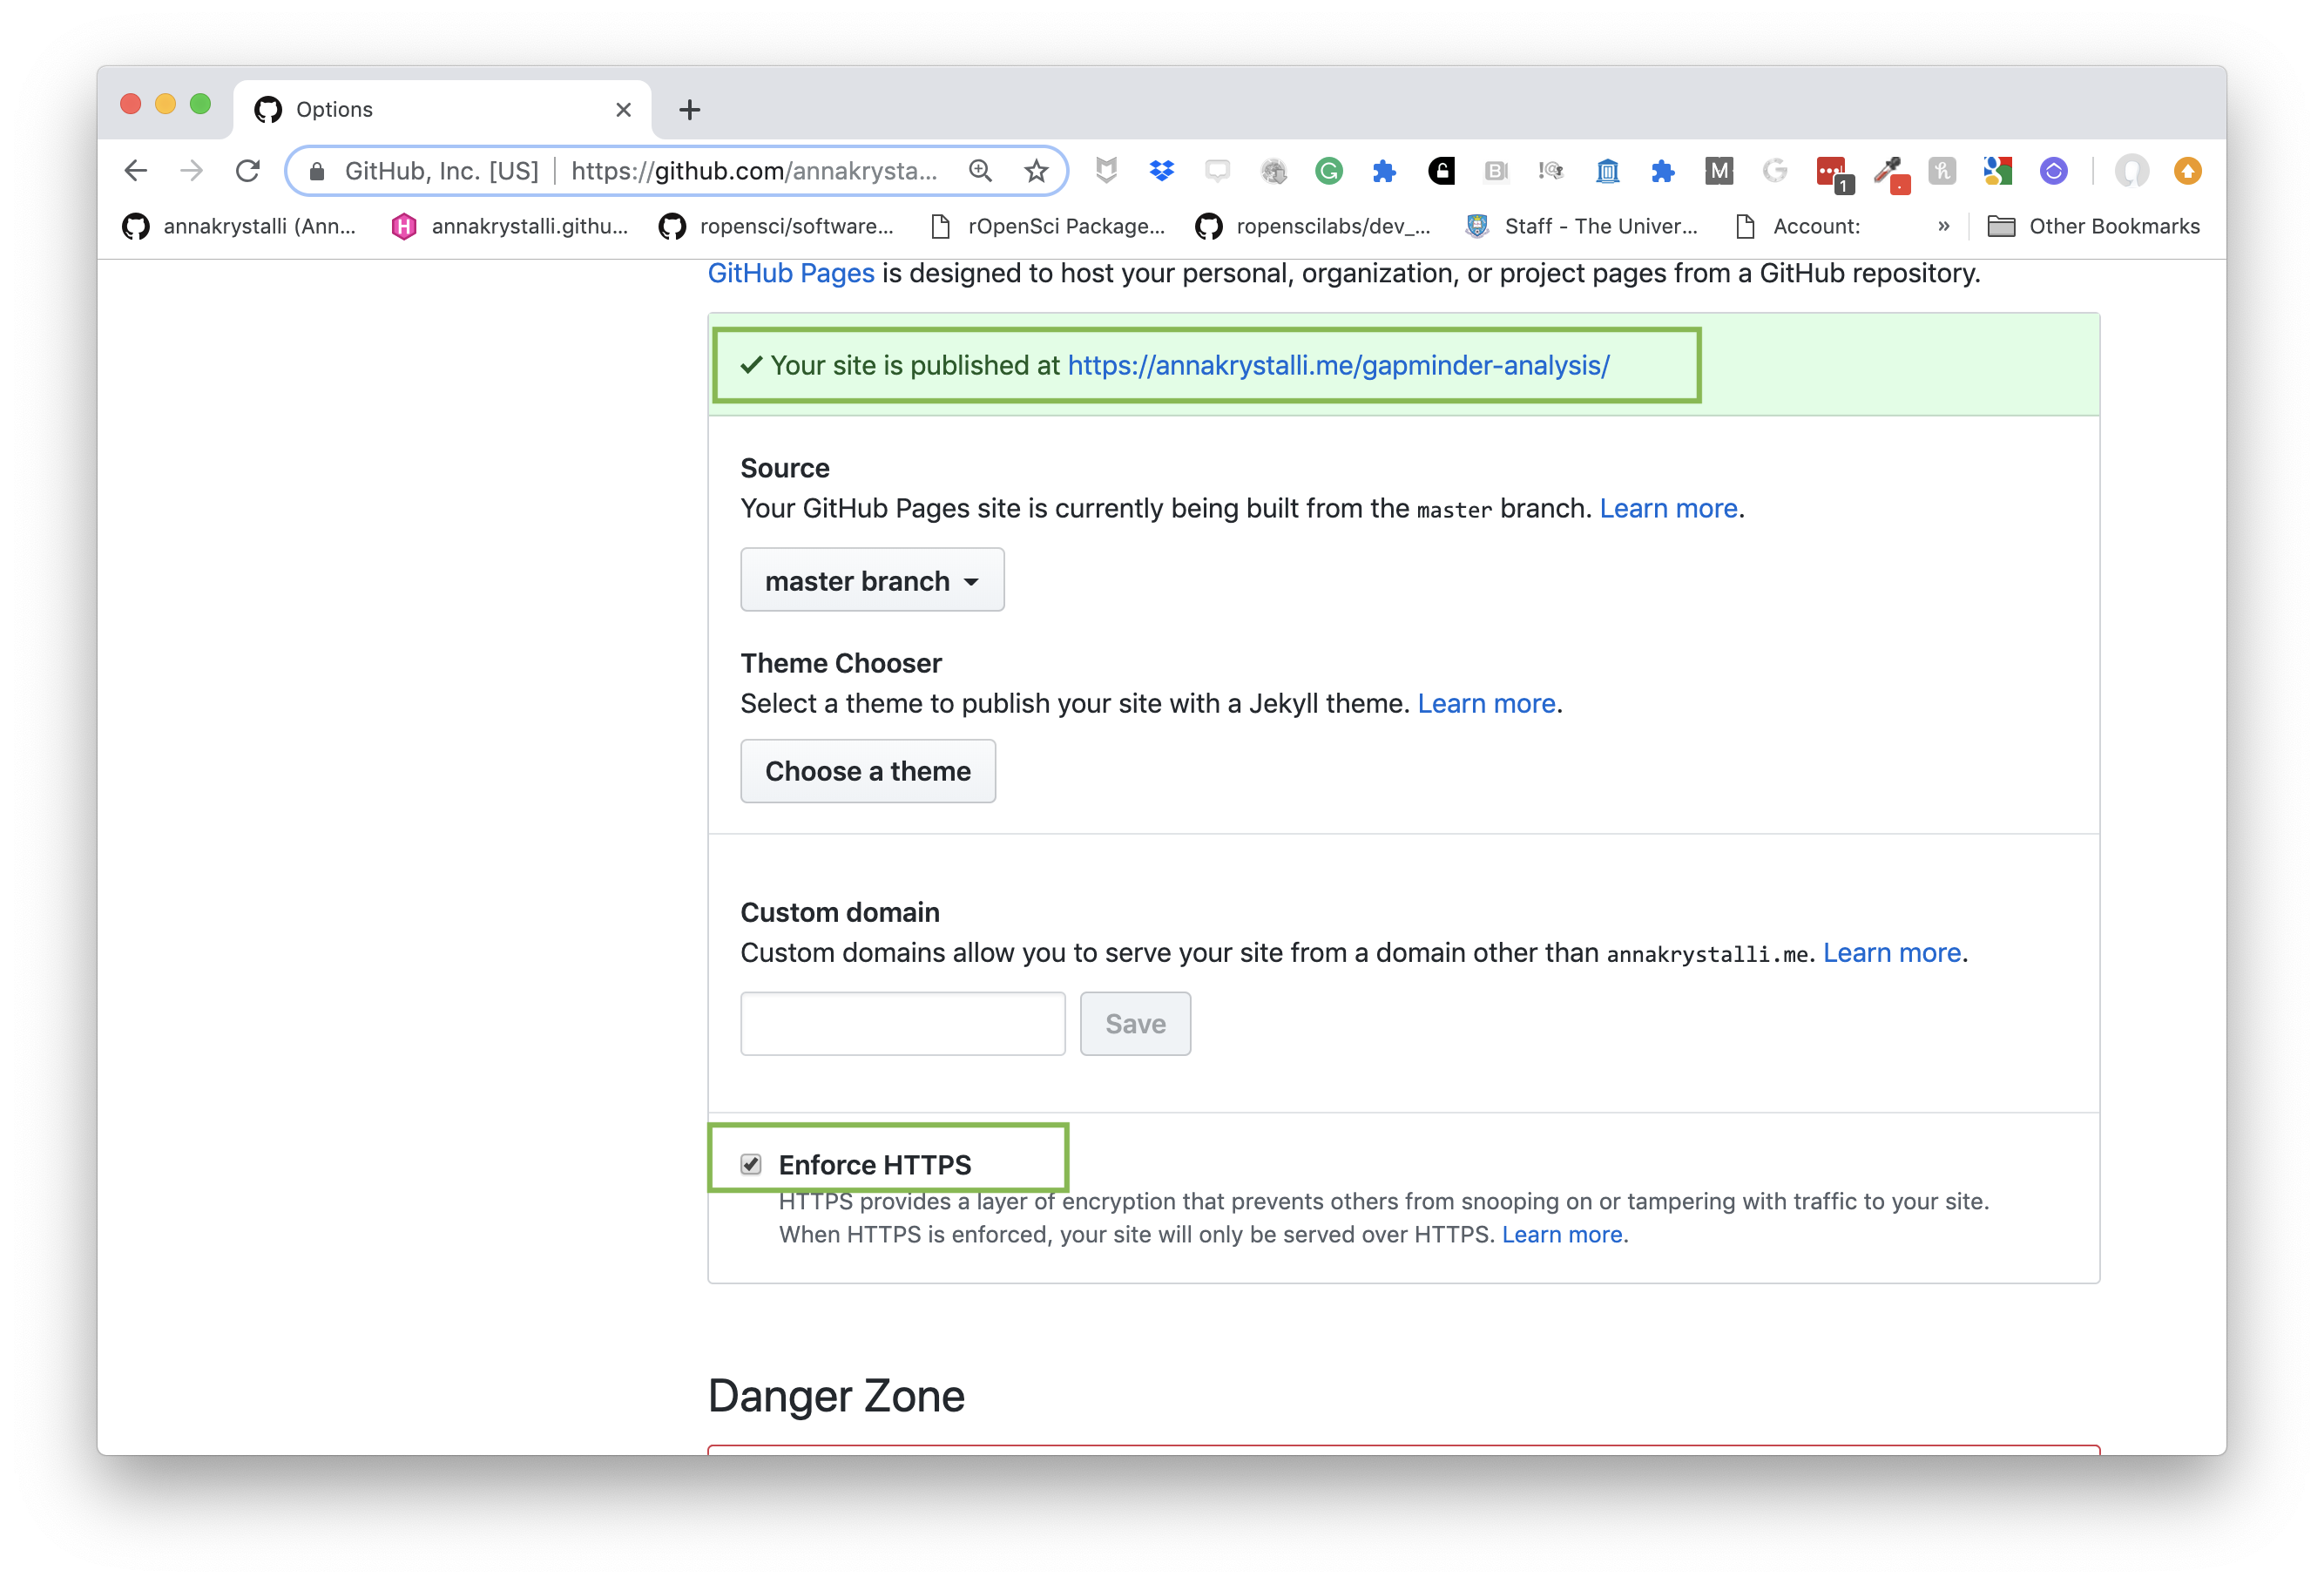 Options
GitHub, Inc. [US] | https://github.com/annakrysta...
annakrystalli (Ann...
annakrystalli.githu...
ropensci/software...
rOpenSci Package...
ropenscilabs/dev_...
Staff - The Univer...
Account:
»
Other Bookmarks
GitHub Pages is designed to host your personal, organization, or project pages from a GitHub repository.
✓ Your site is published at https://annakrystalli.me/gapminder-analysis/
Source
Your GitHub Pages site is currently being built from the master branch. Learn more.
master branch
Theme Chooser
Select a theme to publish your site with a Jekyll theme. Learn more.
Choose a theme
Custom domain
Custom domains allow you to serve your site from a domain other than annakrystalli.me. Learn more.
Save
Enforce HTTPS
HTTPS provides a layer of encryption that prevents others from snooping on or tampering with traffic to your site.
When HTTPS is enforced, your site will only be served over HTTPS. Learn more.
Danger Zone